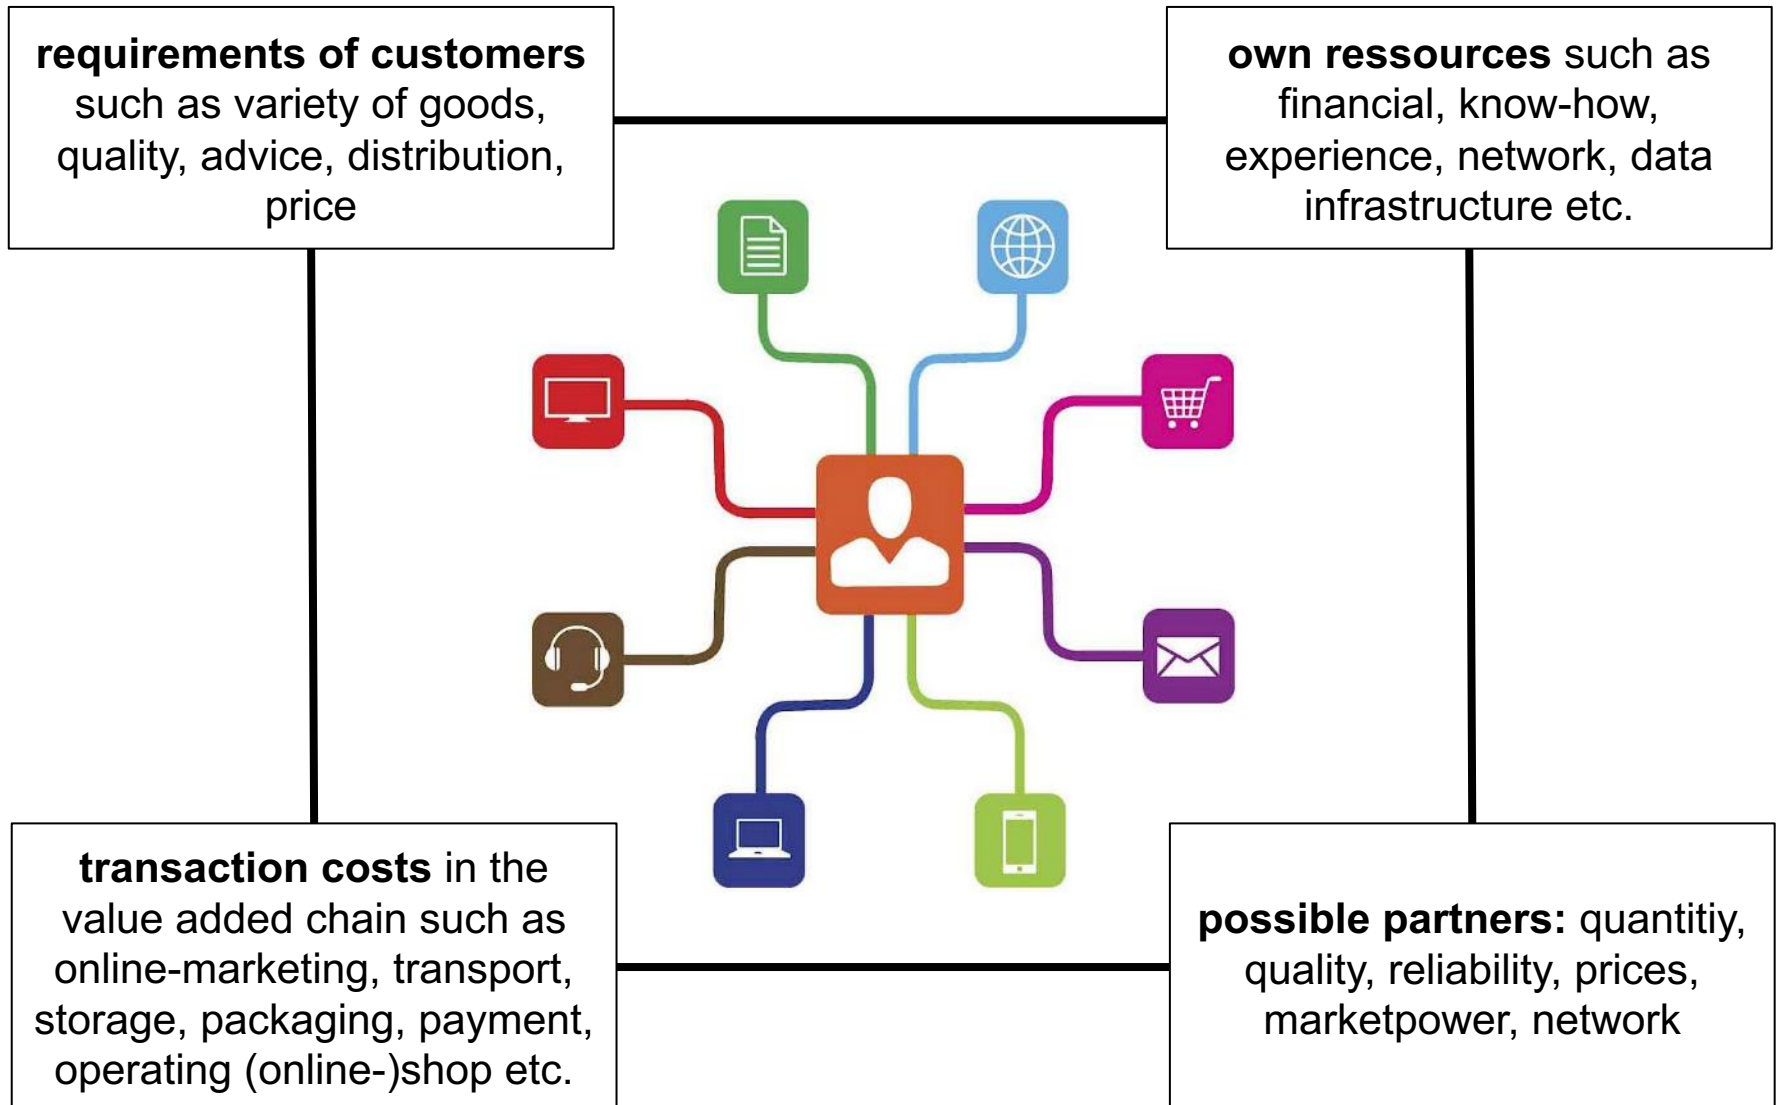 requirements of customers
such as variety of goods,
quality, advice, distribution,
price
own ressources such as
financial, know-how,
experience, network, data
infrastructure etc.
transaction costs in the
value added chain such as
online-marketing, transport,
storage, packaging, payment,
operating (online-)shop etc.
possible partners: quantitiy,
quality, reliability, prices,
marketpower, network